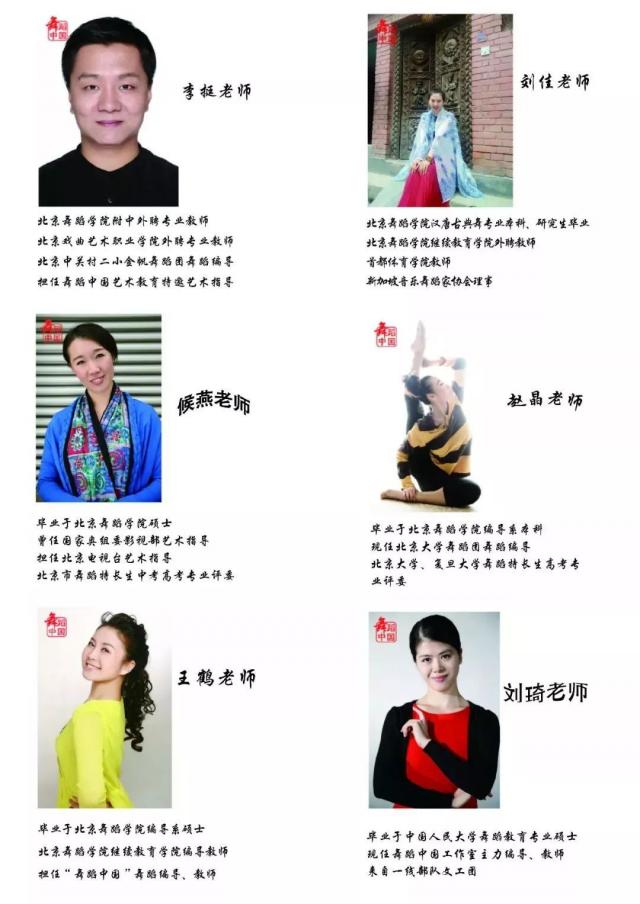 舞蹈
中国
李挺老师
北京舞蹈学院附中外聘专业教师
北京戏曲艺术职业学院外聘专业教师
北京中关村二小金帆舞蹈团舞蹈编导
担任舞蹈中国艺术教育特邀艺术指导
舞蹈
中国
刘佳老师
北京舞蹈学院汉唐古典舞专业本科、研究生毕业
北京舞蹈学院继续教育学院外聘教师
首都体育学院教师
新加坡音乐舞蹈家协会理事
舞蹈
中国
候燕老师
毕业于北京舞蹈学院硕士
曾任国家奥组委影视部艺术指导
担任北京电视台艺术指导
北京市舞蹈特长生中考高考专业评委
舞蹈
中国
赵晶老师
毕业于北京舞蹈学院编导系本科
现任北京大学舞蹈团舞蹈编导
北京大学、复旦大学舞蹈特长生高考专
业评委
舞蹈
中国
王鹤老师
毕业于北京舞蹈学院编导系硕士
北京舞蹈学院继续教育学院编导教师
担任“舞蹈中国”舞蹈编导、教师
舞蹈
中国
刘琦老师
毕业于中国人民大学舞蹈教育专业硕士
现任舞蹈中国工作室主力编导、教师
来自一线部队文工团